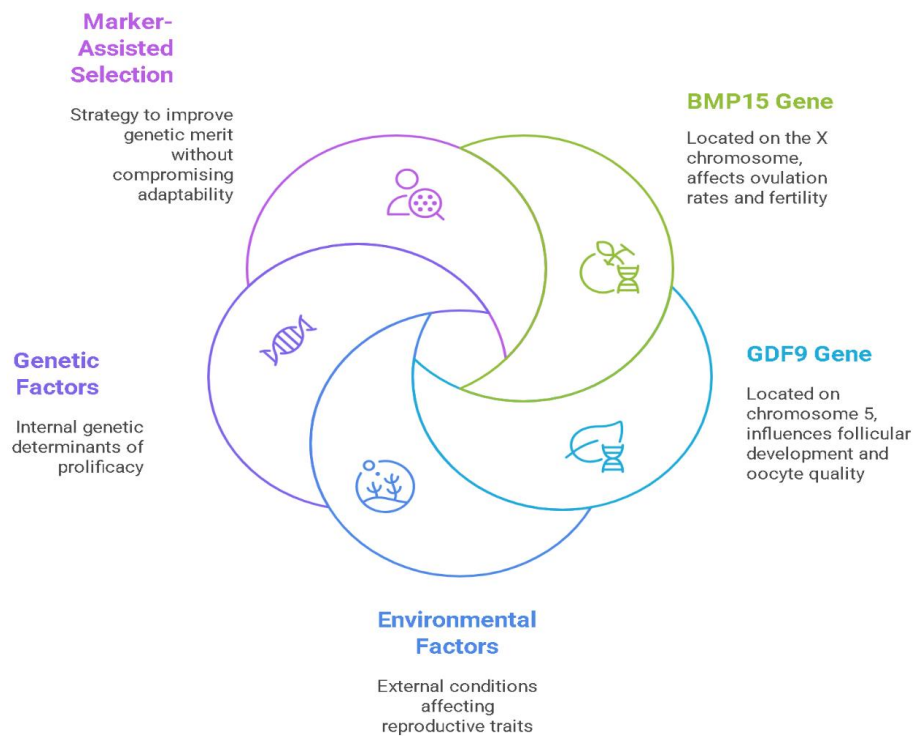 Marker-
Assisted
Selection
Strategy to improve
genetic merit
without
compromising
adaptability
BMP15 Gene
Located on the X
chromosome,
affects ovulation
rates and fertility
Genetic
Factors
Internal genetic
determinants of
prolificacy
GDF9 Gene
Located on
chromosome 5,
influences follicular
development and
oocyte quality
Environmental
Factors
External conditions
affecting
reproductive traits